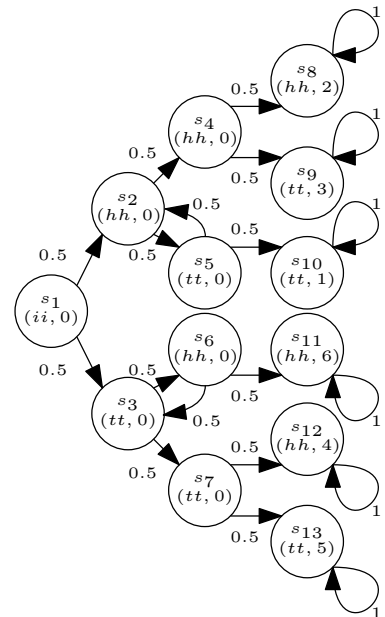 1
s8
(hh, 2)
0.5
s4
(hh, 0)
0.5
1
0.5
s9
(tt, 3)
s2
(hh, 0)
0.5
0.5
1
0.5
s5
(tt, 0)
s10
(tt, 1)
0.5
s1
(ii, 0)
s6
(hh, 0)
s11
(hh, 6)
0.5
0.5
0.5
s3
(tt, 0)
0.5
1
s12
(hh, 4)
0.5
0.5
s7
(tt, 0)
1
0.5
s13
(tt, 5)
1